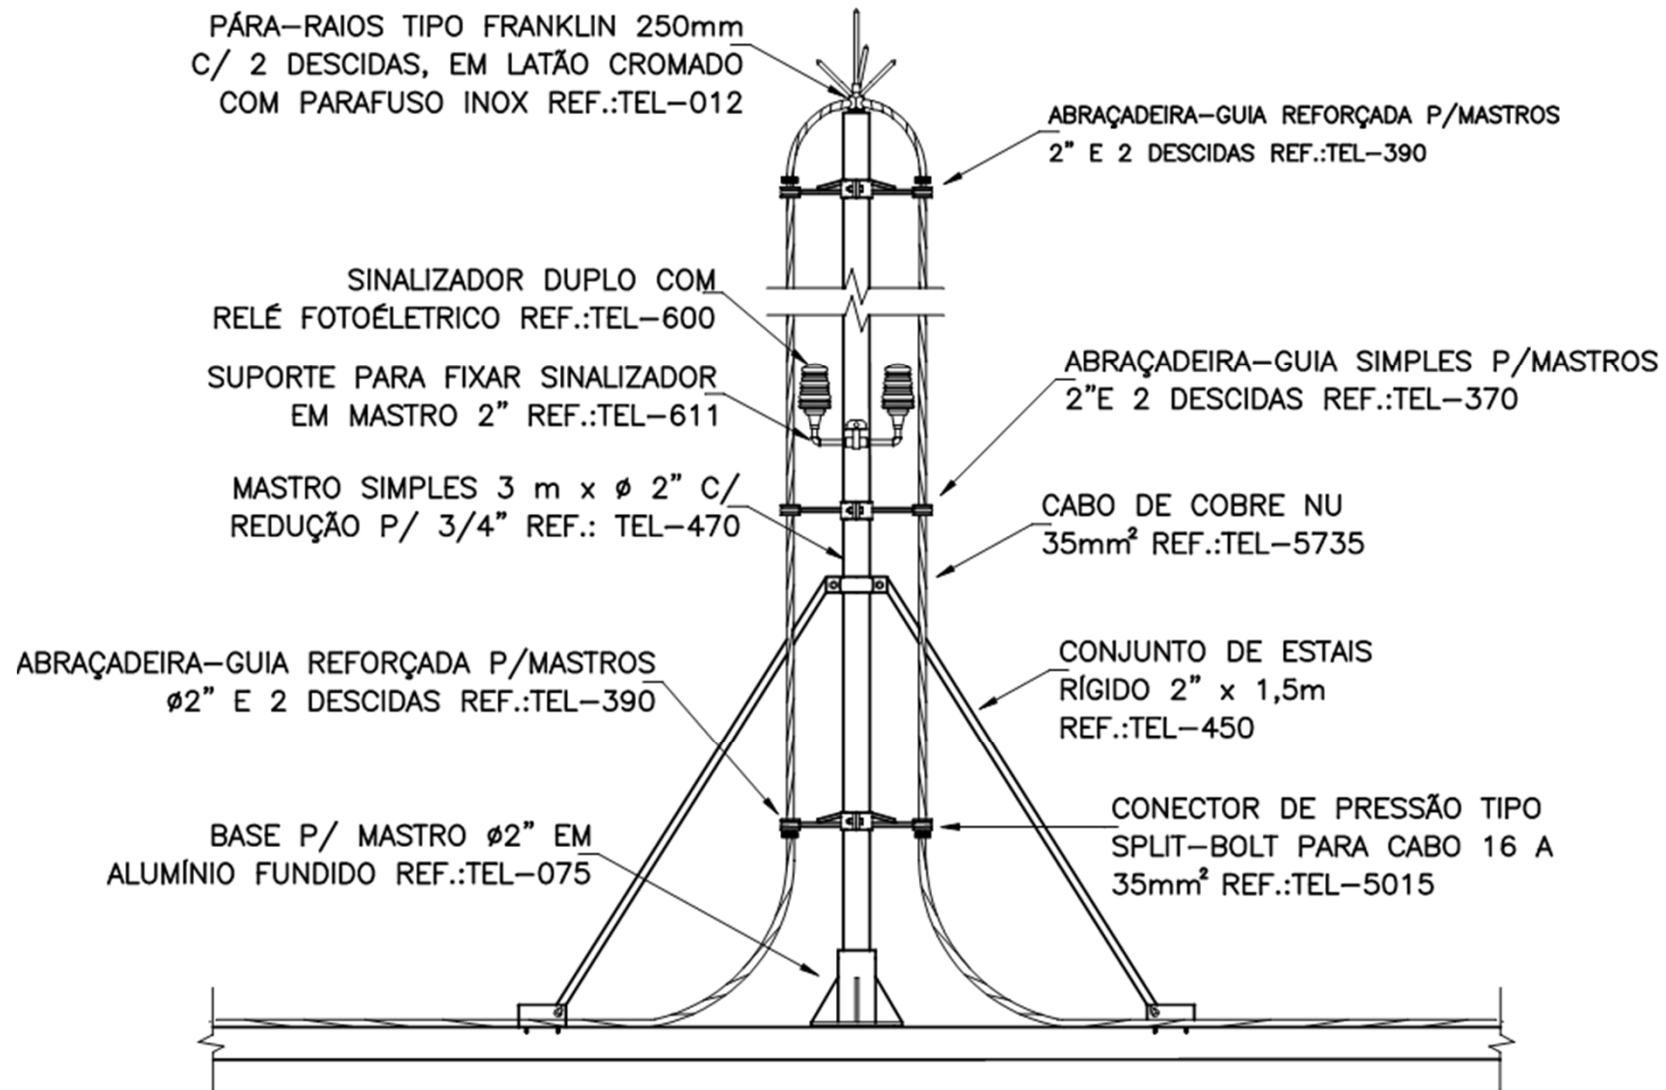 PÁRA-RAIOS TIPO FRANKLIN 250mm
C/ 2 DESCIDAS, EM LATÃO CROMADO
COM PARAFUSO INOX REF.:TEL-012
ABRAÇADEIRA-GUIA REFORÇADA P/MASTROS
2" E 2 DESCIDAS REF.:TEL-390
SINALIZADOR DUPLO COM
RELÉ FOTOÉLETRICO REF.:TEL-600
SUPORTE PARA FIXAR SINALIZADOR
EM MASTRO 2" REF.:TEL-611
ABRAÇADEIRA-GUIA SIMPLES P/MASTROS
2"E 2 DESCIDAS REF.:TEL-370
MASTRO SIMPLES 3 m x ø 2" C/
REDUÇÃO P/ 3/4" REF.: TEL-470
CABO DE COBRE NU
35mm² REF.:TEL-5735
ABRAÇADEIRA-GUIA REFORÇADA P/MASTROS
ø2" E 2 DESCIDAS REF.:TEL-390
CONJUNTO DE ESTAIS
RÍGIDO 2" x 1,5m
REF.:TEL-450
BASE P/ MASTRO ø2" EM
ALUMÍNIO FUNDIDO REF.:TEL-075
CONECTOR DE PRESSÃO TIPO
SPLIT-BOLT PARA CABO 16 A
35mm² REF.:TEL-5015